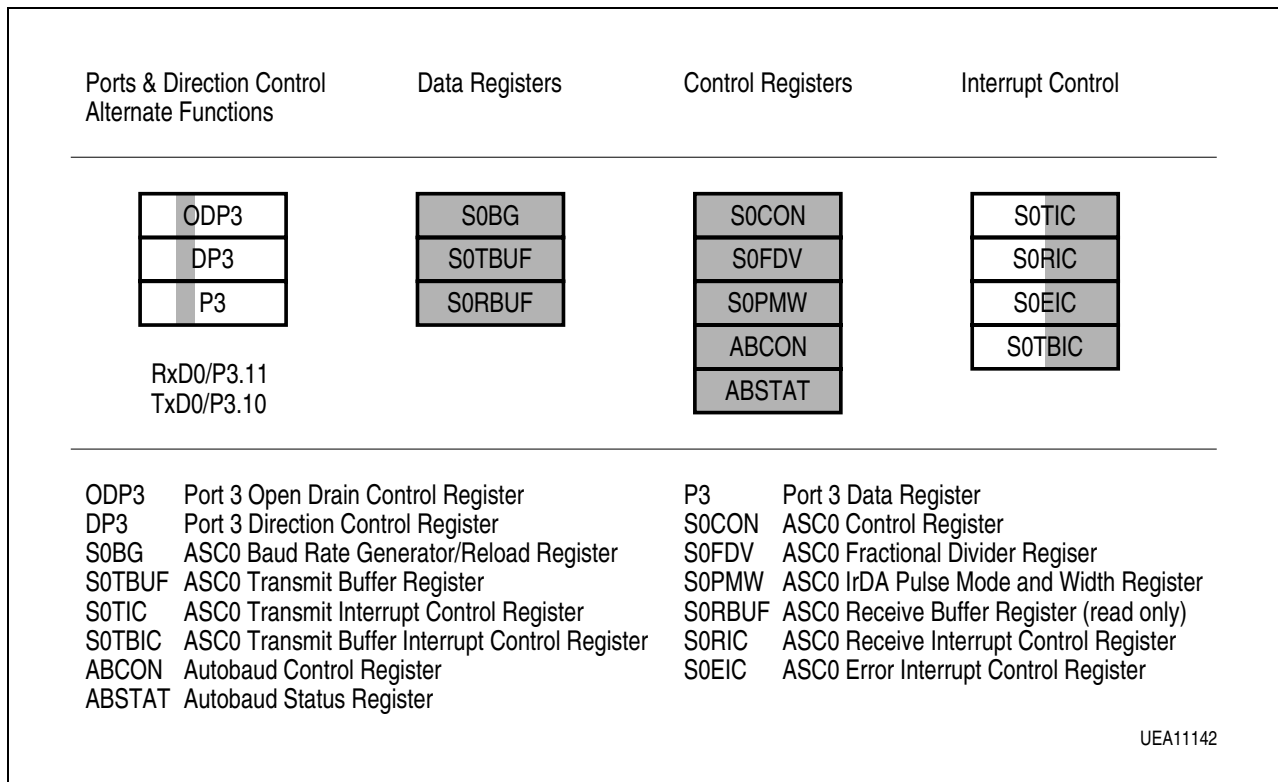 Ports & Direction Control
Alternate Functions
Data Registers
Control Registers
Interrupt Control
ODP3
DP3
P3
RxD0/P3.11
TxD0/P3.10
S0BG
S0TBUF
S0RBUF
S0CON
S0FDV
S0PMW
ABCON
ABSTAT
S0TIC
S0RIC
S0EIC
S0TBIC
ODP3 Port 3 Open Drain Control Register
DP3 Port 3 Direction Control Register
S0BG ASC0 Baud Rate Generator/Reload Register
S0TBUF ASC0 Transmit Buffer Register
S0TIC ASC0 Transmit Interrupt Control Register
S0TBIC ASC0 Transmit Buffer Interrupt Control Register
ABCON Autobaud Control Register
ABSTAT Autobaud Status Register
P3 Port 3 Data Register
S0CON ASC0 Control Register
S0FDV ASC0 Fractional Divider Regiser
S0PMW ASC0 IrDA Pulse Mode and Width Register
S0RBUF ASC0 Receive Buffer Register (read only)
S0RIC ASC0 Receive Interrupt Control Register
S0EIC ASC0 Error Interrupt Control Register
UEA11142